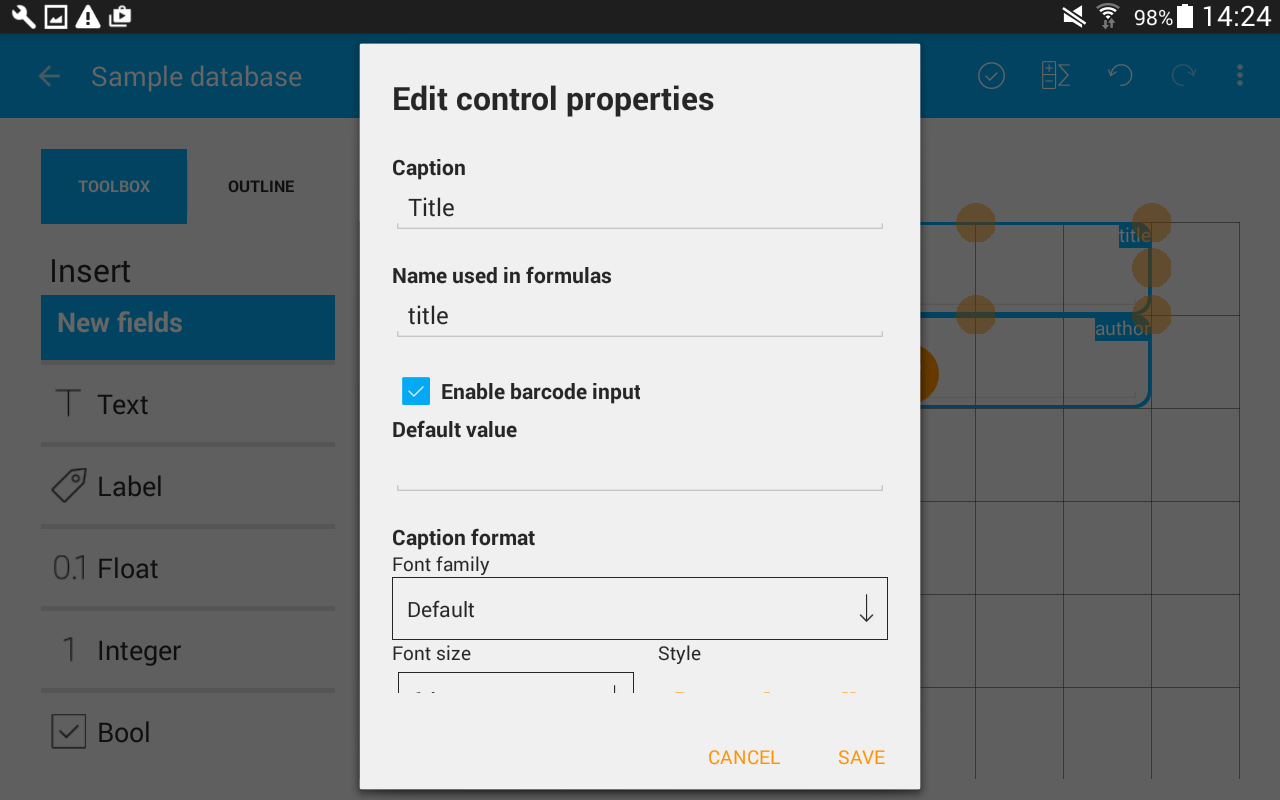 98% 14:24
Sample database
TOOLBOX
OUTLINE
Insert
New fields
Text
Label
0.1 Float
1 Integer
Bool
title
author
Edit control properties
Caption
Title
Name used in formulas
title
Enable barcode input
Default value
Caption format
Font family
Default
Font size Style
CANCEL SAVE